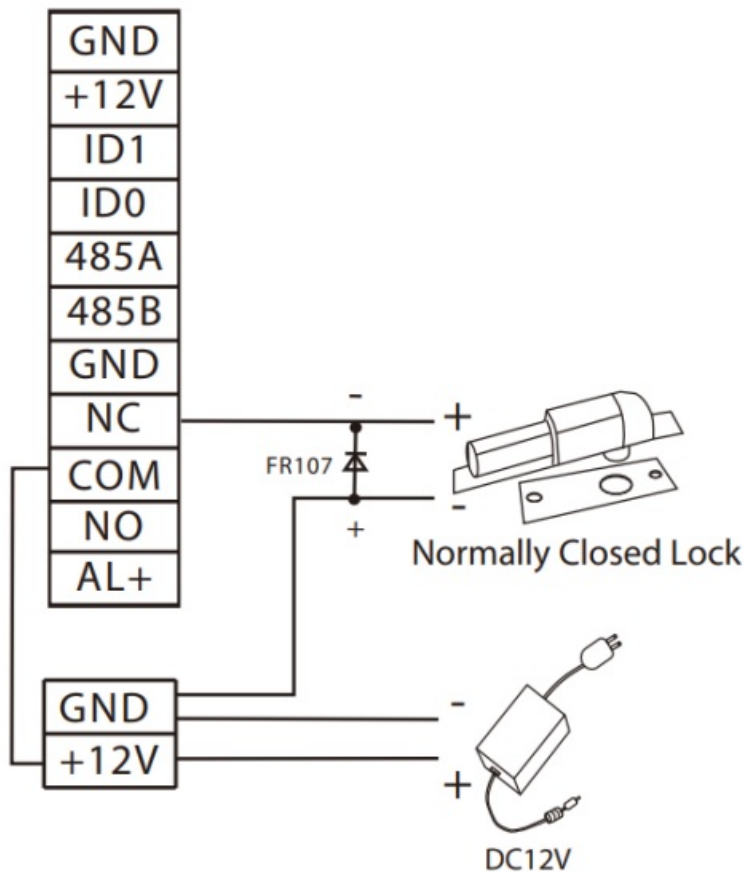 GND
+12V
ID1
ID0
485A
485B
GND
NC
COM
NO
AL+
-
+
FR107
-
+
Normally Closed Lock
GND
+12V
-
+
DC12V